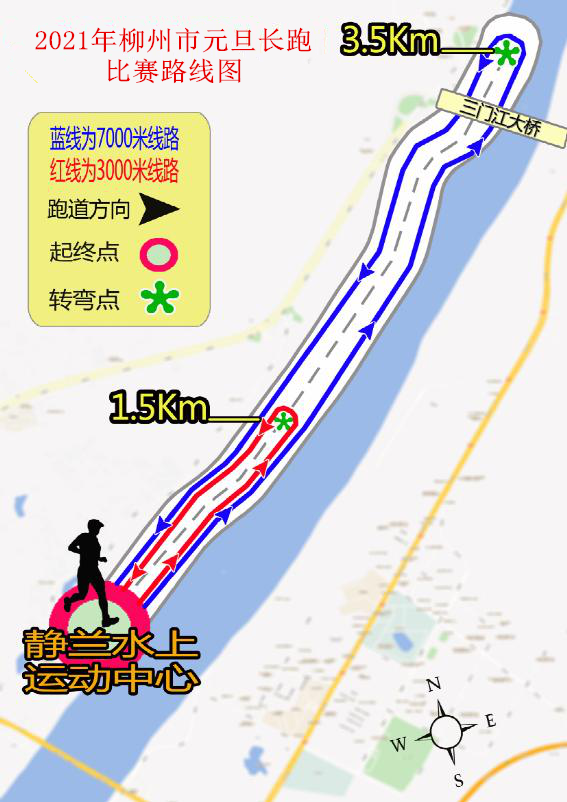 2021年柳州市元旦长跑
比赛路线图
3.5Km
三门江大桥
蓝线为7000米线路
红线为3000米线路
跑道方向
起终点
转弯点
1.5Km
静兰水上
运动中心
N
W
E
S